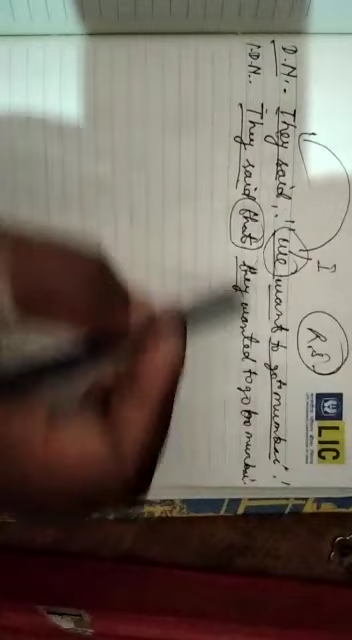 LIC
R.S.
I
D.N:- They said, "we want to go to mumbai."
I.D.N:- They said that they wanted to go to mumbai.